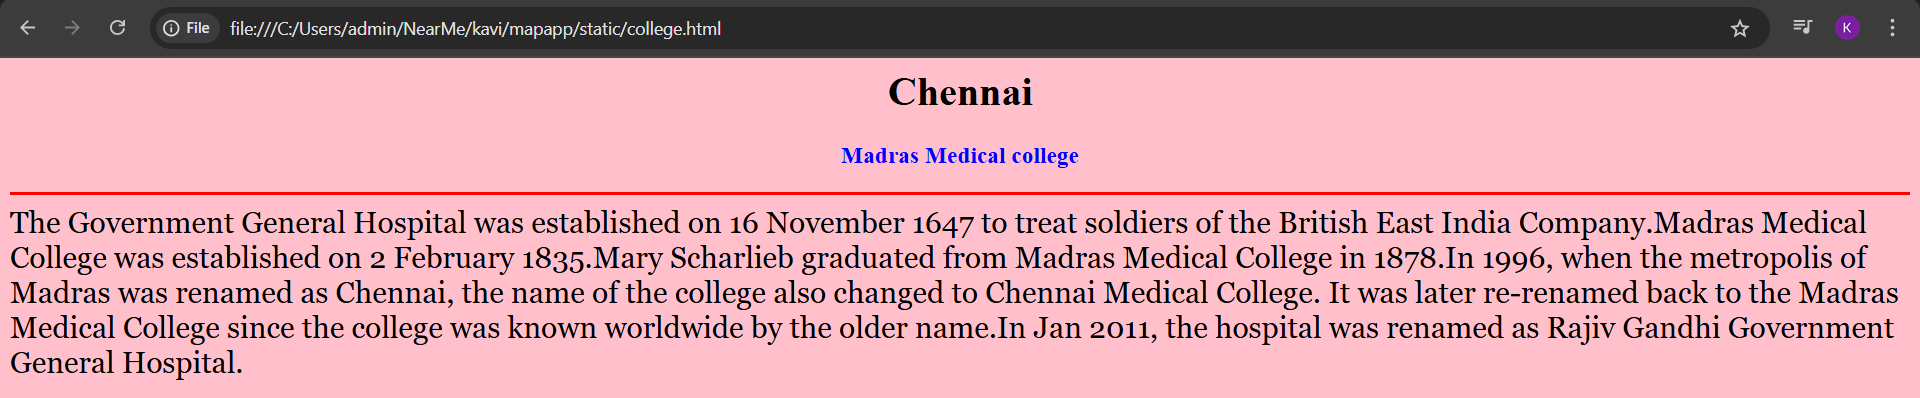 File file:///C:/Users/admin/NearMe/kavi/mapapp/static/college.html K
Chennai
Madras Medical college
The Government General Hospital was established on 16 November 1647 to treat soldiers of the British East India Company.Madras Medical
College was established on 2 February 1835.Mary Scharlieb graduated from Madras Medical College in 1878.In 1996, when the metropolis of
Madras was renamed as Chennai, the name of the college also changed to Chennai Medical College. It was later re-renamed back to the Madras
Medical College since the college was known worldwide by the older name.In Jan 2011, the hospital was renamed as Rajiv Gandhi Government
General Hospital.